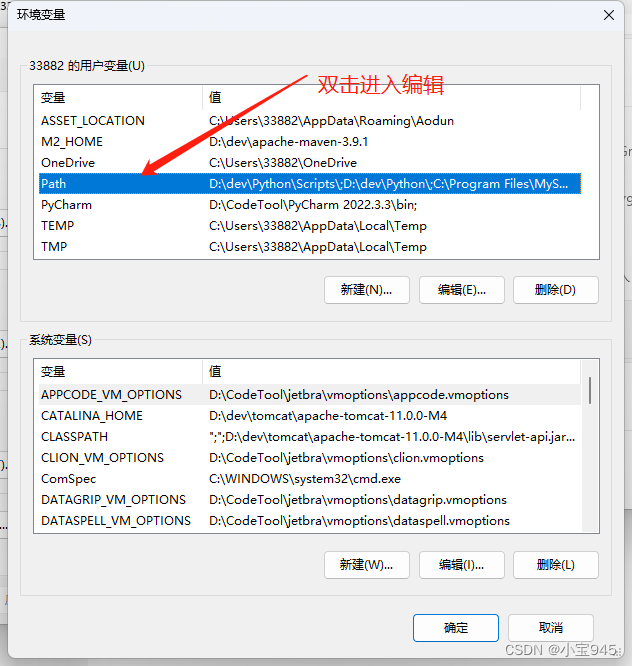 环境变量
33882 的用户变量(U)
双击进入编辑
变量 值
ASSET_LOCATION C:\Users\33882\AppData\Roaming\Aodun
M2_HOME D:\dev\apache-maven-3.9.1
OneDrive C:\Users\33882\OneDrive
Path D:\dev\Python\Scripts\;D:\dev\Python\;C:\Program Files\MyS...
PyCharm D:\CodeTool\PyCharm 2022.3.3\bin;
TEMP C:\Users\33882\AppData\Local\Temp
TMP C:\Users\33882\AppData\Local\Temp
新建(N)... 编辑(E)... 删除(D)
系统变量(S)
变量 值
APPCODE_VM_OPTIONS D:\CodeTool\jetbra\vmoptions\appcode.vmoptions
CATALINA_HOME D:\dev\tomcat\apache-tomcat-11.0.0-M4
CLASSPATH ";";D:\dev\tomcat\apache-tomcat-11.0.0-M4\lib\servlet-api.jar...
CLION_VM_OPTIONS D:\CodeTool\jetbra\vmoptions\clion.vmoptions
ComSpec C:\WINDOWS\system32\cmd.exe
DATAGRIP_VM_OPTIONS D:\CodeTool\jetbra\vmoptions\datagrip.vmoptions
DATASPELL_VM_OPTIONS D:\CodeTool\jetbra\vmoptions\dataspell.vmoptions
新建(W)... 编辑(I)... 删除(L)
确定 取消
CSDN @小宝945